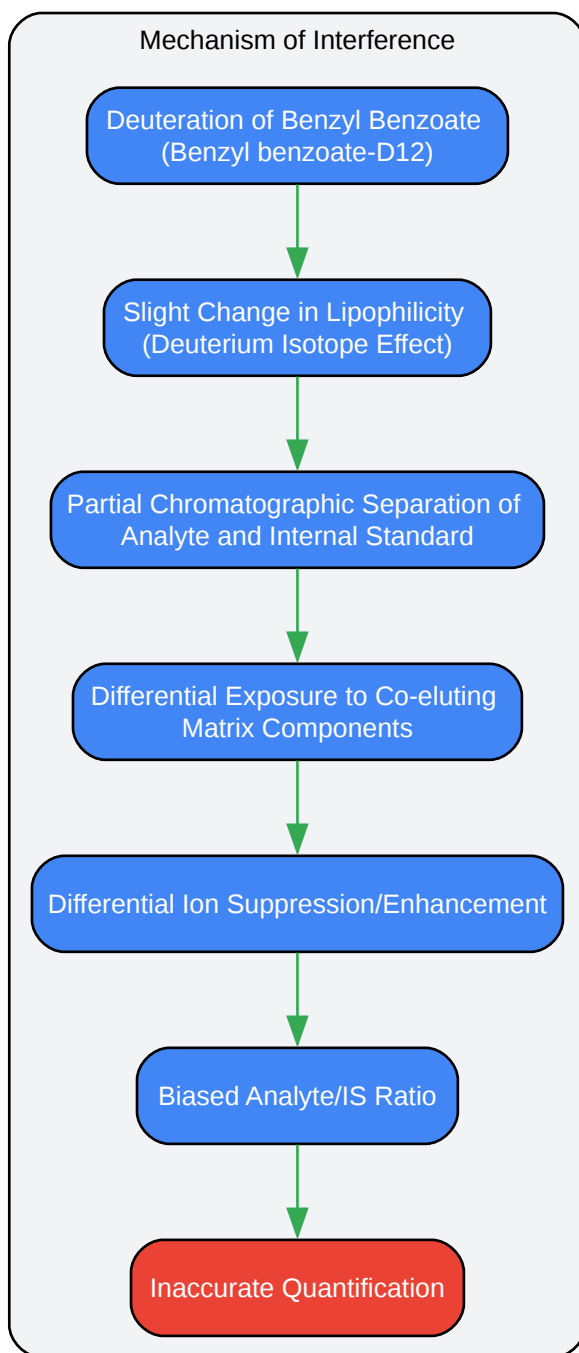 Mechanism of Interference
Deuteration of Benzyl Benzoate
(Benzyl benzoate-D12)
Slight Change in Lipophilicity
(Deuterium Isotope Effect)
Partial Chromatographic Separation of
Analyte and Internal Standard
Differential Exposure to Co-eluting
Matrix Components
Differential Ion Suppression/Enhancement
Biased Analyte/IS Ratio
Inaccurate Quantification